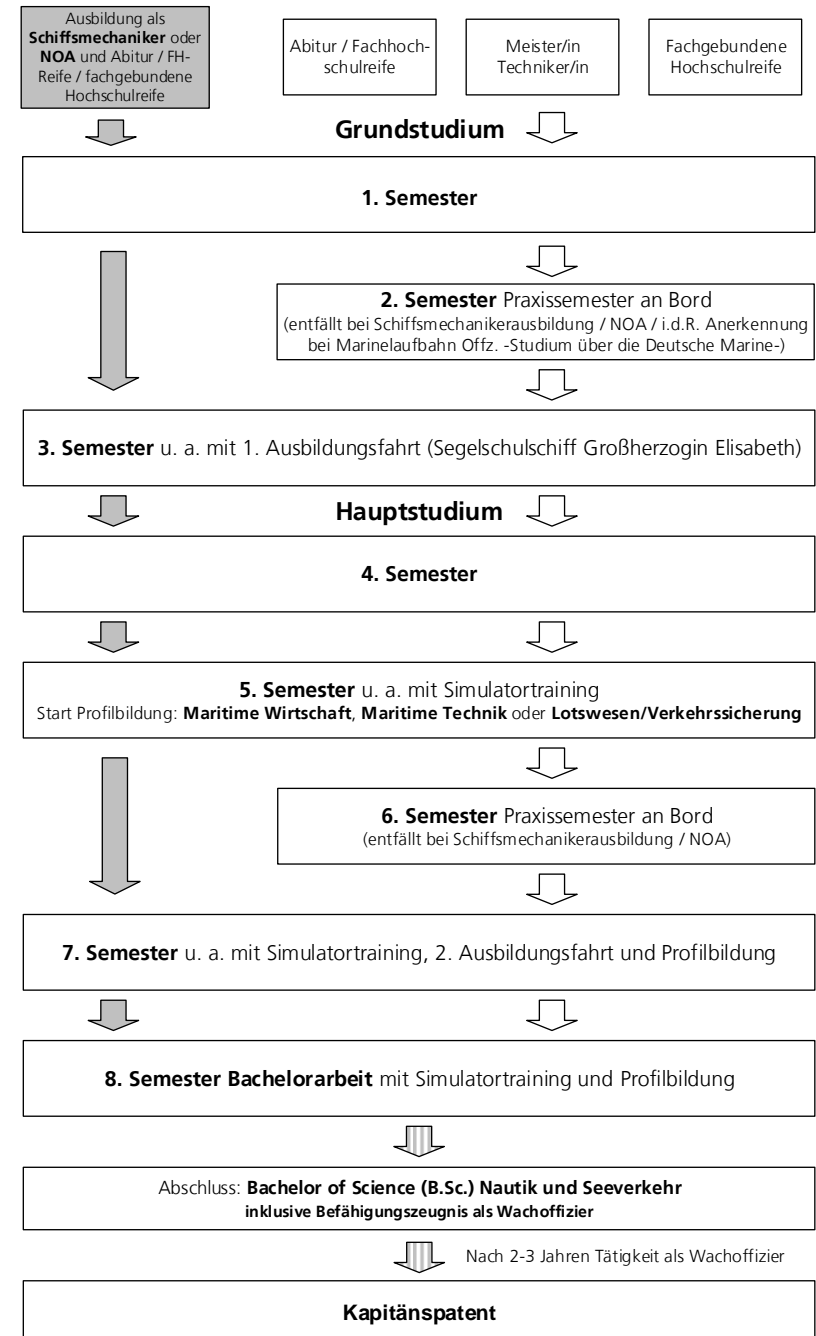 Ausbildung als
Schiffsmechaniker oder
NOA und Abitur / FH-
Reife / fachgebundene
Hochschulreife
Abitur / Fachhoch-
schulreife
Meister/in
Techniker/in
Fachgebundene
Hochschulreife
Grundstudium
1. Semester
2. Semester Praxissemester an Bord
(entfällt bei Schiffsmechanikerausbildung / NOA / i.d.R. Anerkennung
bei Marinelaufbahn Offz. -Studium über die Deutsche Marine-)
3. Semester u. a. mit 1. Ausbildungsfahrt (Segelschulschiff Großherzogin Elisabeth)
Hauptstudium
4. Semester
5. Semester u. a. mit Simulatortraining
Start Profilbildung: Maritime Wirtschaft, Maritime Technik oder Lotswesen/Verkehrssicherung
6. Semester Praxissemester an Bord
(entfällt bei Schiffsmechanikerausbildung / NOA)
7. Semester u. a. mit Simulatortraining, 2. Ausbildungsfahrt und Profilbildung
8. Semester Bachelorarbeit mit Simulatortraining und Profilbildung
Abschluss: Bachelor of Science (B.Sc.) Nautik und Seeverkehr
inklusive Befähigungszeugnis als Wachoffizier
Nach 2-3 Jahren Tätigkeit als Wachoffizier
Kapitänspatent